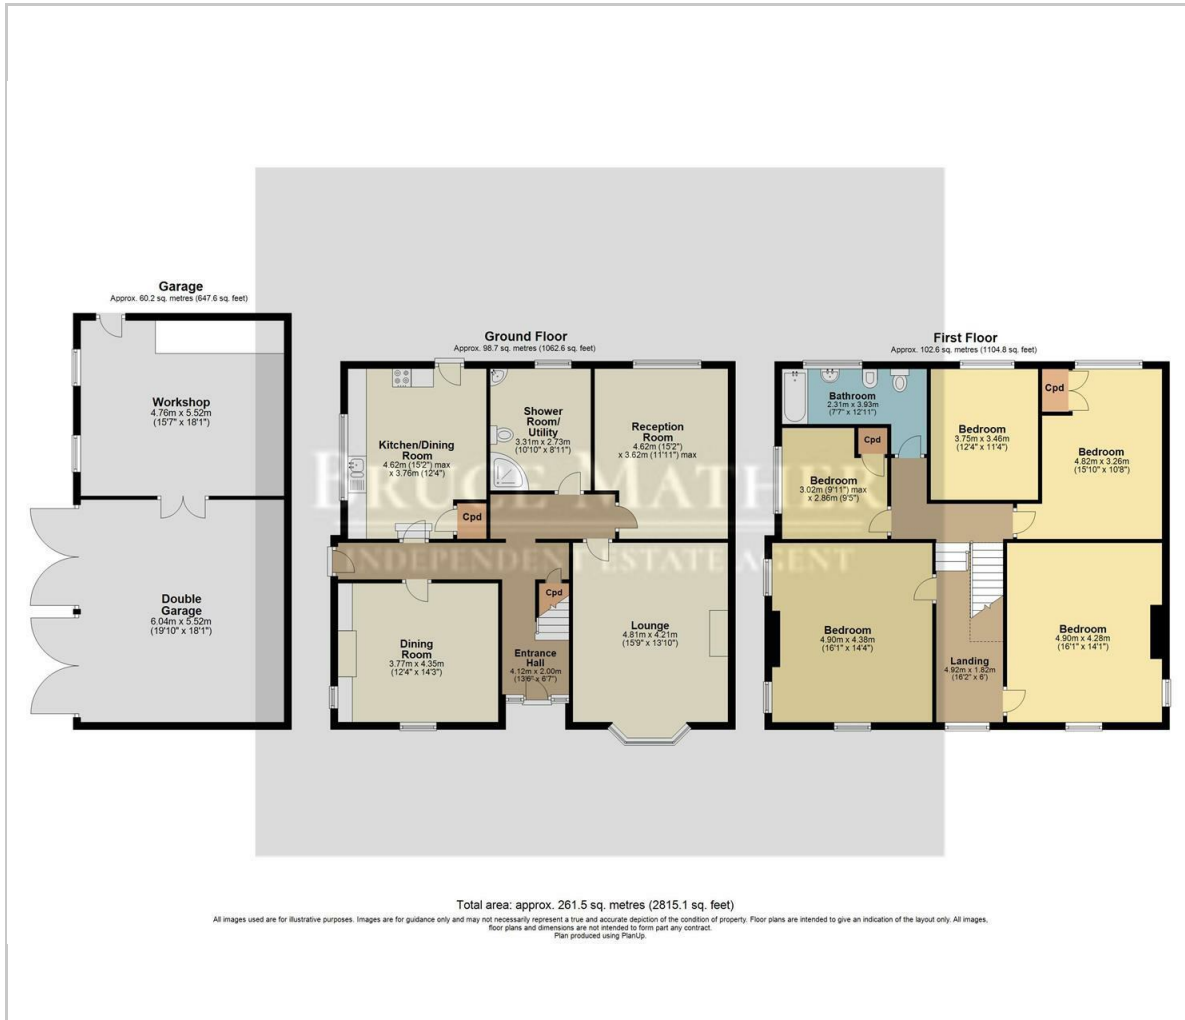 Garage
Approx. 60.2 sq. metres (647.6 sq. feet)
Workshop
4.76m x 5.52m
(15'7" x 18'1")
Double
Garage
6.04m x 5.52m
(19'10" x 18'1")
Ground Floor
Approx. 98.7 sq. metres (1062.6 sq. feet)
Kitchen/Dining
Room
4.62m (15'2") max
x 3.76m (12'4")
Shower
Room/
Utility
3.31m x 2.73m
(10'10" x 8'11")
Reception
Room
4.62m (15'2")
x 3.62m (11'11") max
Cpd
Cpd
Dining
Room
3.77m x 4.35m
(12'4" x 14'3")
Entrance
Hall
4.12m x 2.00m
(13'6" x 6'7")
Lounge
4.81m x 4.21m
(15'9" x 13'10")
First Floor
Approx. 102.6 sq. metres (1104.8 sq. feet)
Bathroom
2.31m x 3.93m
(7'7" x 12'11")
Cpd
Bedroom
3.02m (9'11") max
x 2.86m (9'5")
Bedroom
3.75m x 3.46m
(12'4" x 11'4")
Cpd
Bedroom
4.82m x 3.26m
(15'10" x 10'8")
Bedroom
4.90m x 4.38m
(16'1" x 14'4")
Landing
4.92m x 1.82m
(16'2" x 6')
Bedroom
4.90m x 4.28m
(16'1" x 14'1")
BRUCE MATHER
INDEPENDENT ESTATE AGENT
Total area: approx. 261.5 sq. metres (2815.1 sq. feet)
All images used are for illustrative purposes. Images are for guidance only and may not necessarily represent a true and accurate depiction of the condition of property. Floor plans are intended to give an indication of the layout only. All images,
floor plans and dimensions are not intended to form part any contract.
Plan produced using PlanUp.